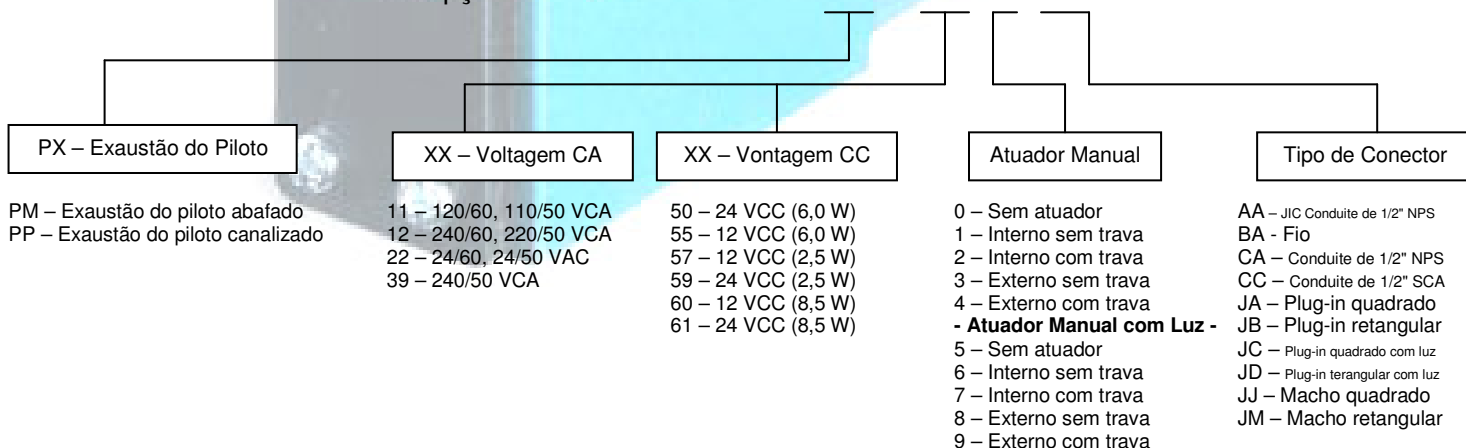 PX – Exaustão do Piloto
XX – Voltagem CA
XX – Vontagem CC
Atuador Manual
Tipo de Conector
PM – Exaustão do piloto abafado
PP – Exaustão do piloto canalizado
11 – 120/60, 110/50 VCA
12 – 240/60, 220/50 VCA
22 – 24/60, 24/50 VAC
39 – 240/50 VCA
50 – 24 VCC (6,0 W)
55 – 12 VCC (6,0 W)
57 – 12 VCC (2,5 W)
59 – 24 VCC (2,5 W)
60 – 12 VCC (8,5 W)
61 – 24 VCC (8,5 W)
0 – Sem atuador
1 – Interno sem trava
2 – Interno com trava
3 – Externo sem trava
4 – Externo com trava
- Atuador Manual com Luz -
5 – Sem atuador
6 – Interno sem trava
7 – Interno com trava
8 – Externo sem trava
9 – Externo com trava
AA – JIC Conduite de 1/2" NPS
BA - Fio
CA – Conduite de 1/2" NPS
CC – Conduite de 1/2" SCA
JA – Plug-in quadrado
JB – Plug-in retangular
JC – Plug-in quadrado com luz
JD – Plug-in terangular com luz
JJ – Macho quadrado
JM – Macho retangular